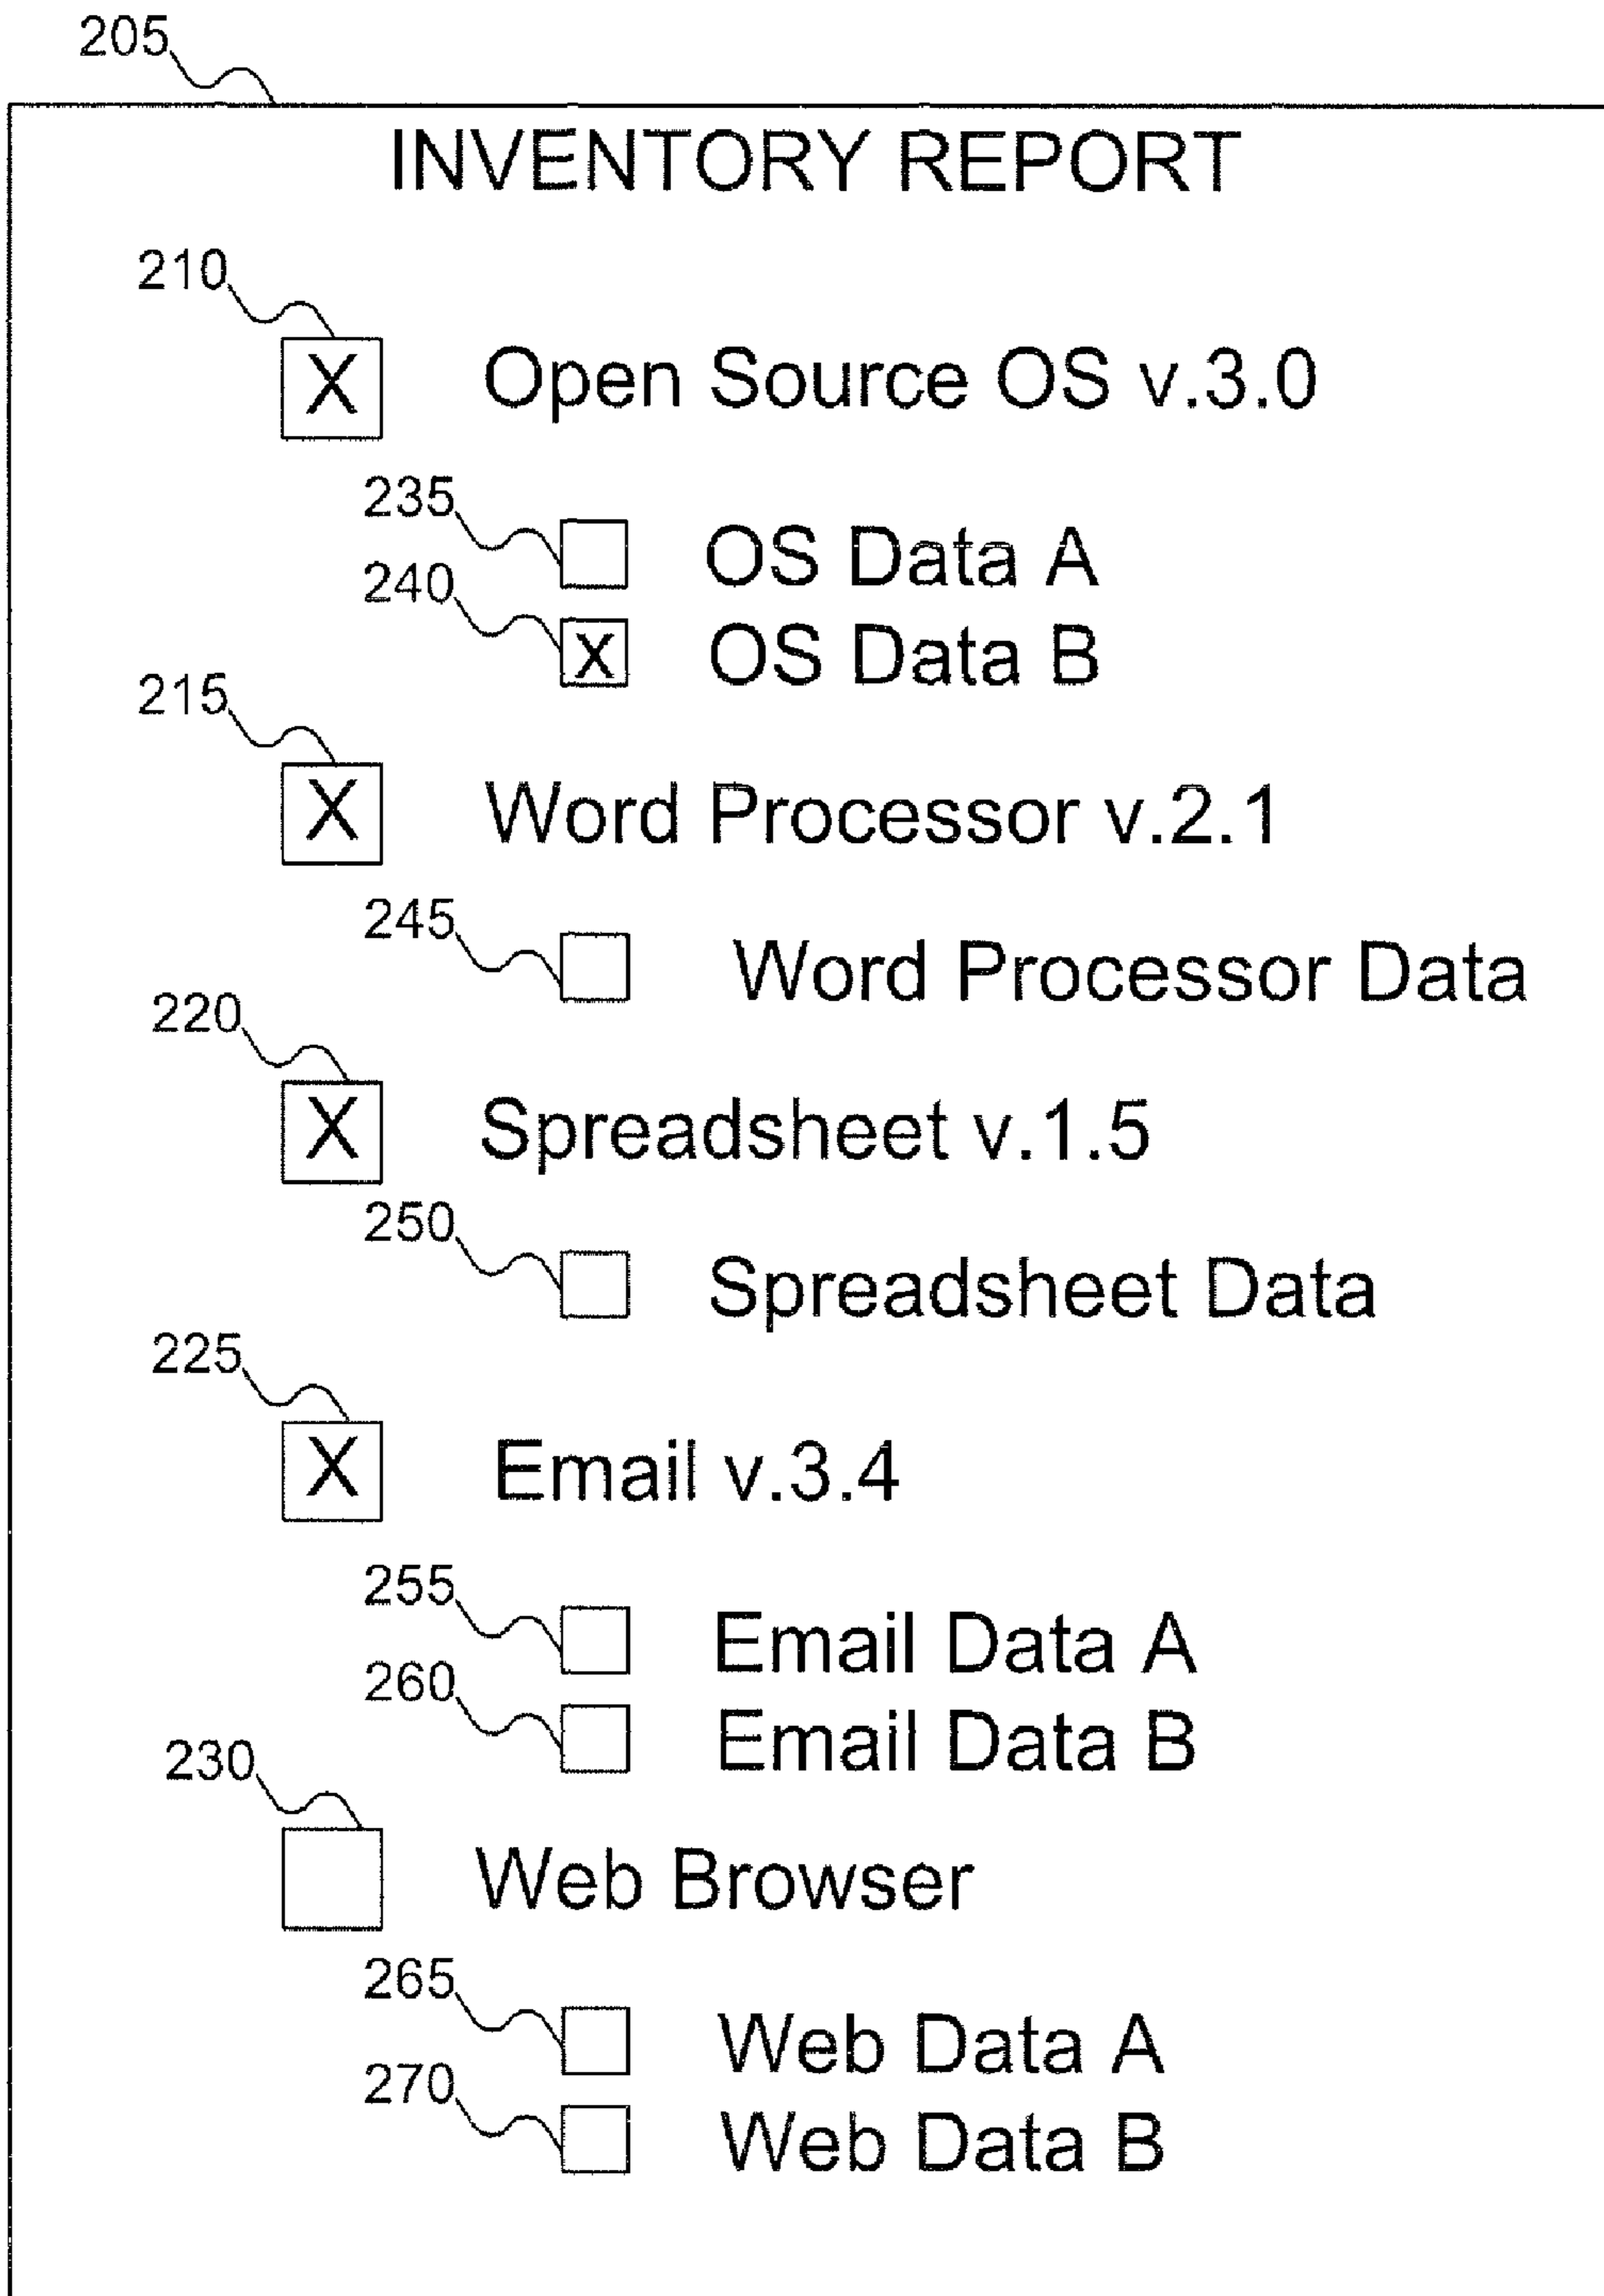 205
INVENTORY REPORT
210
X Open Source OS v.3.0
235
OS Data A
240
X OS Data B
215
X Word Processor v.2.1
245
Word Processor Data
220
X Spreadsheet v.1.5
250
Spreadsheet Data
225
X Email v.3.4
255
Email Data A
260
Email Data B
230
Web Browser
265
Web Data A
270
Web Data B